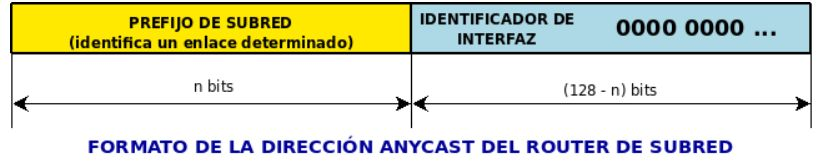 PREFIJO DE SUBRED
(identifica un enlace determinado)
IDENTIFICADOR DE
INTERFAZ
0000 0000 ...
n bits
(128 - n) bits
FORMATO DE LA DIRECCIÓN ANYCAST DEL ROUTER DE SUBRED